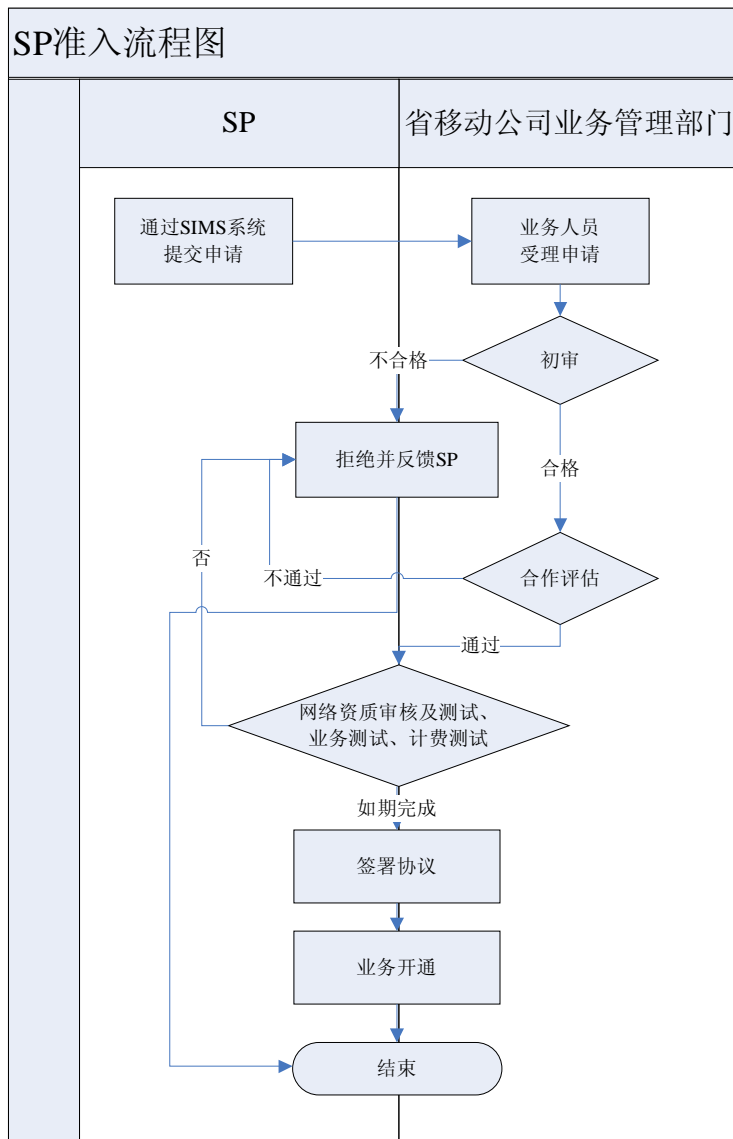 SP准入流程图
SP
省移动公司业务管理部门
通过SIMS系统
提交申请
业务人员
受理申请
初审
不合格
拒绝并反馈SP
合格
否
不通过
合作评估
通过
网络资质审核及测试、
业务测试、计费测试
如期完成
签署协议
业务开通
结束